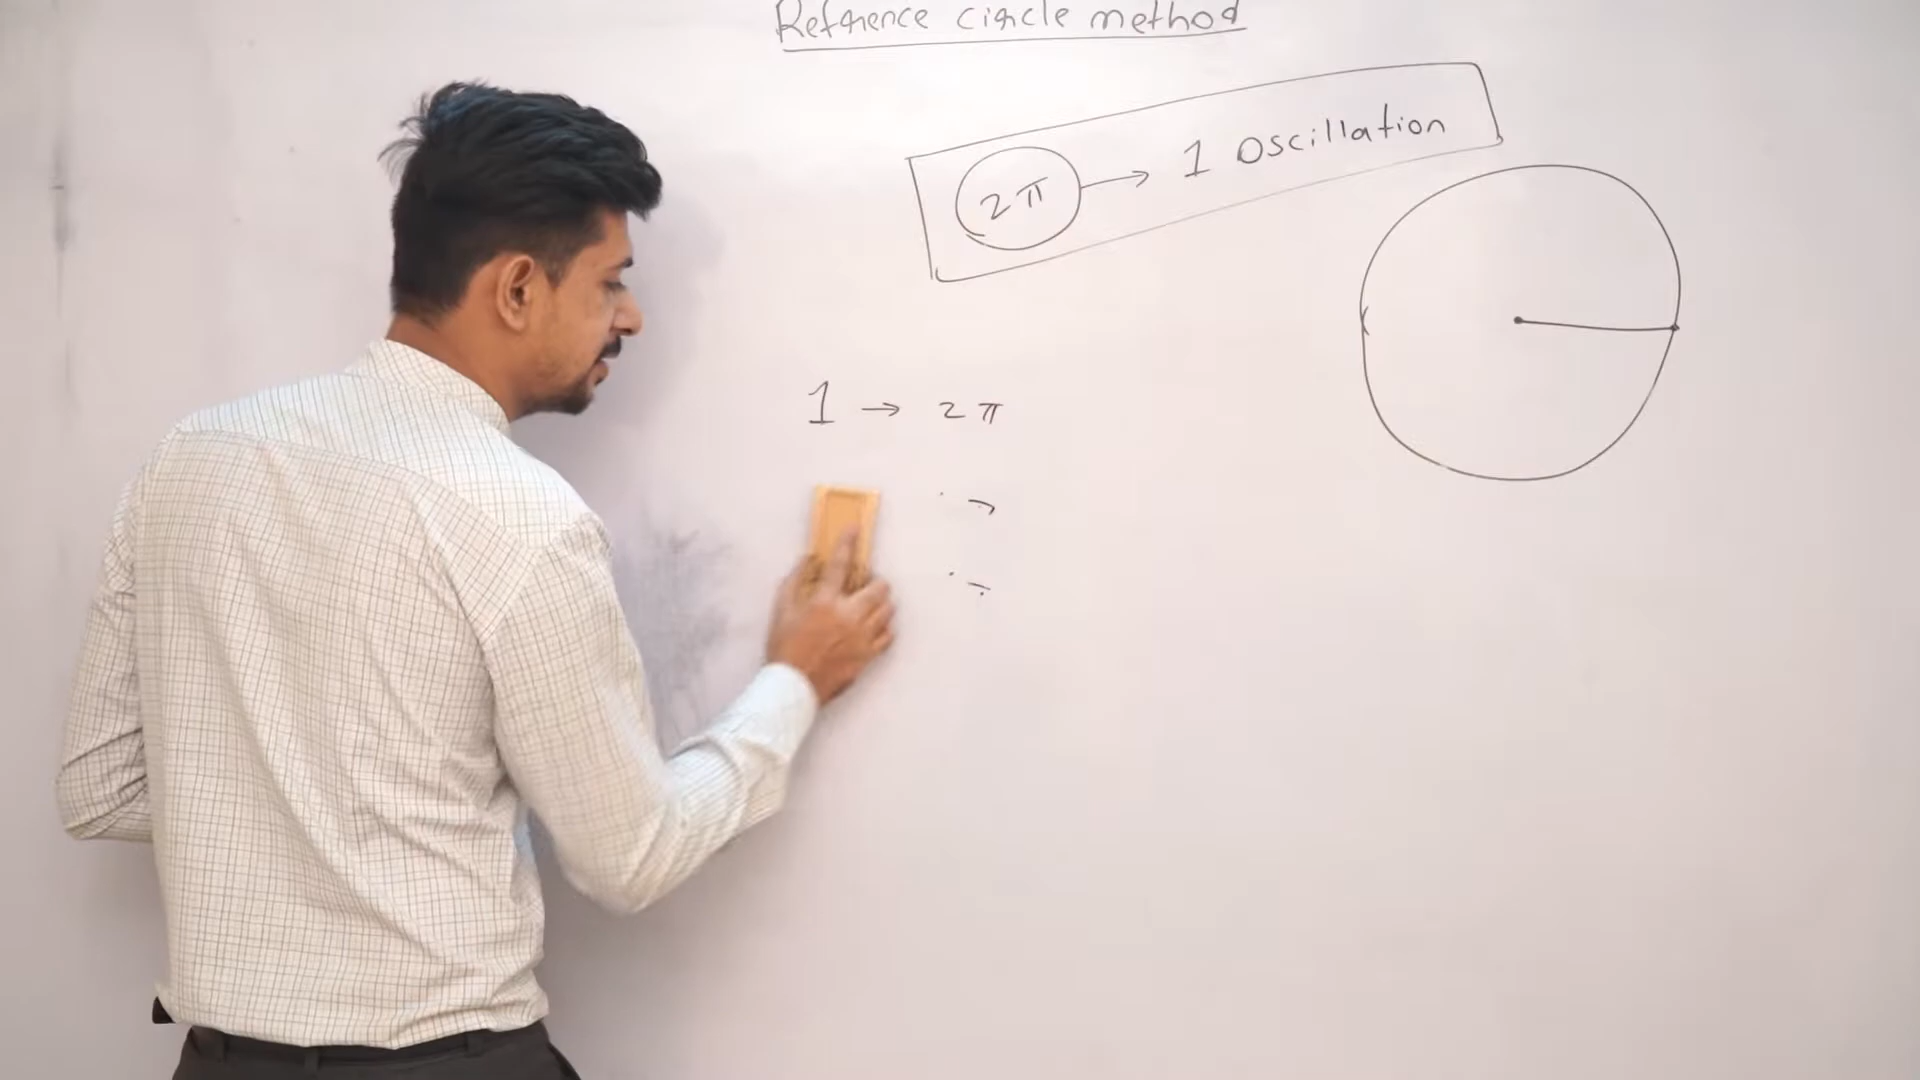 Reference circle method
2π → 1 Oscillation
1 → 2π